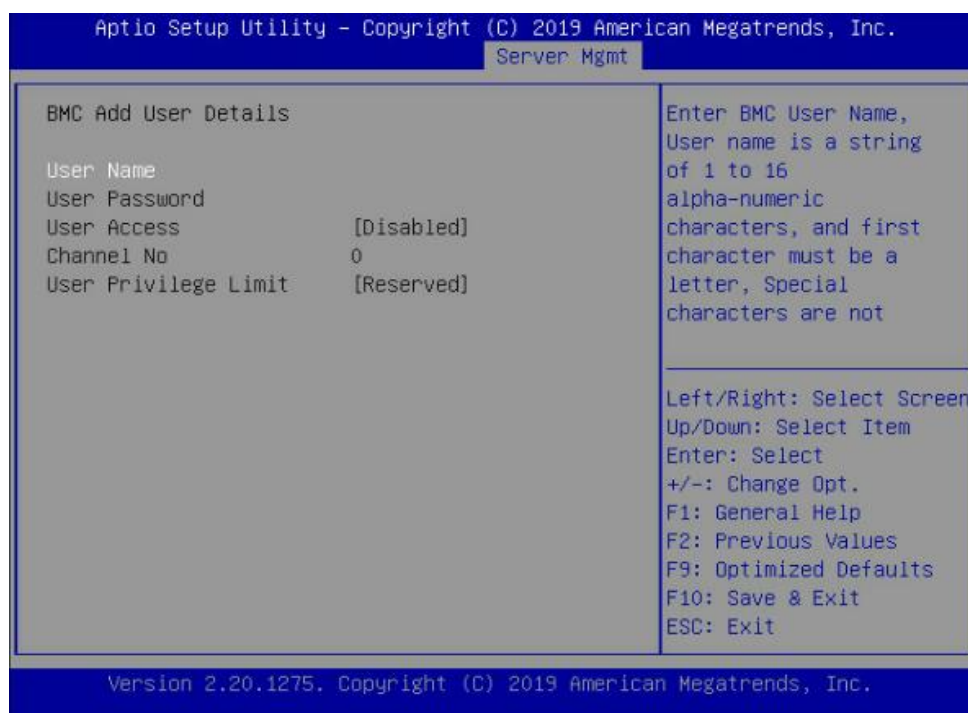 Aptio Setup Utility – Copyright (C) 2019 American Megatrends, Inc.
Server Mgmt
BMC Add User Details
User Name
User Password
User Access [Disabled]
Channel No 0
User Privilege Limit [Reserved]
Enter BMC User Name,
User name is a string
of 1 to 16
alpha-numeric
characters, and first
character must be a
letter, Special
characters are not
Left/Right: Select Screen
Up/Down: Select Item
Enter: Select
+/-: Change Opt.
F1: General Help
F2: Previous Values
F9: Optimized Defaults
F10: Save & Exit
ESC: Exit
Version 2.20.1275. Copyright (C) 2019 American Megatrends, Inc.